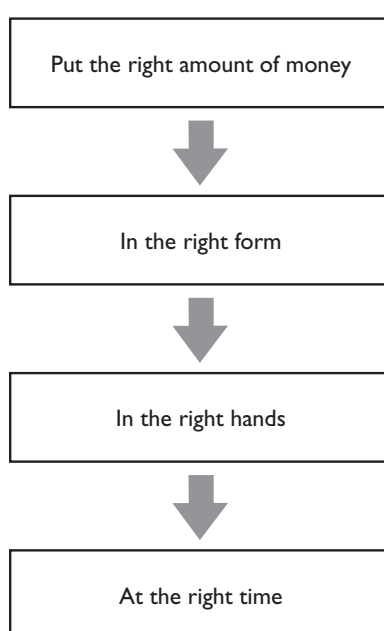 Put the right amount of money
In the right form
In the right hands
At the right time